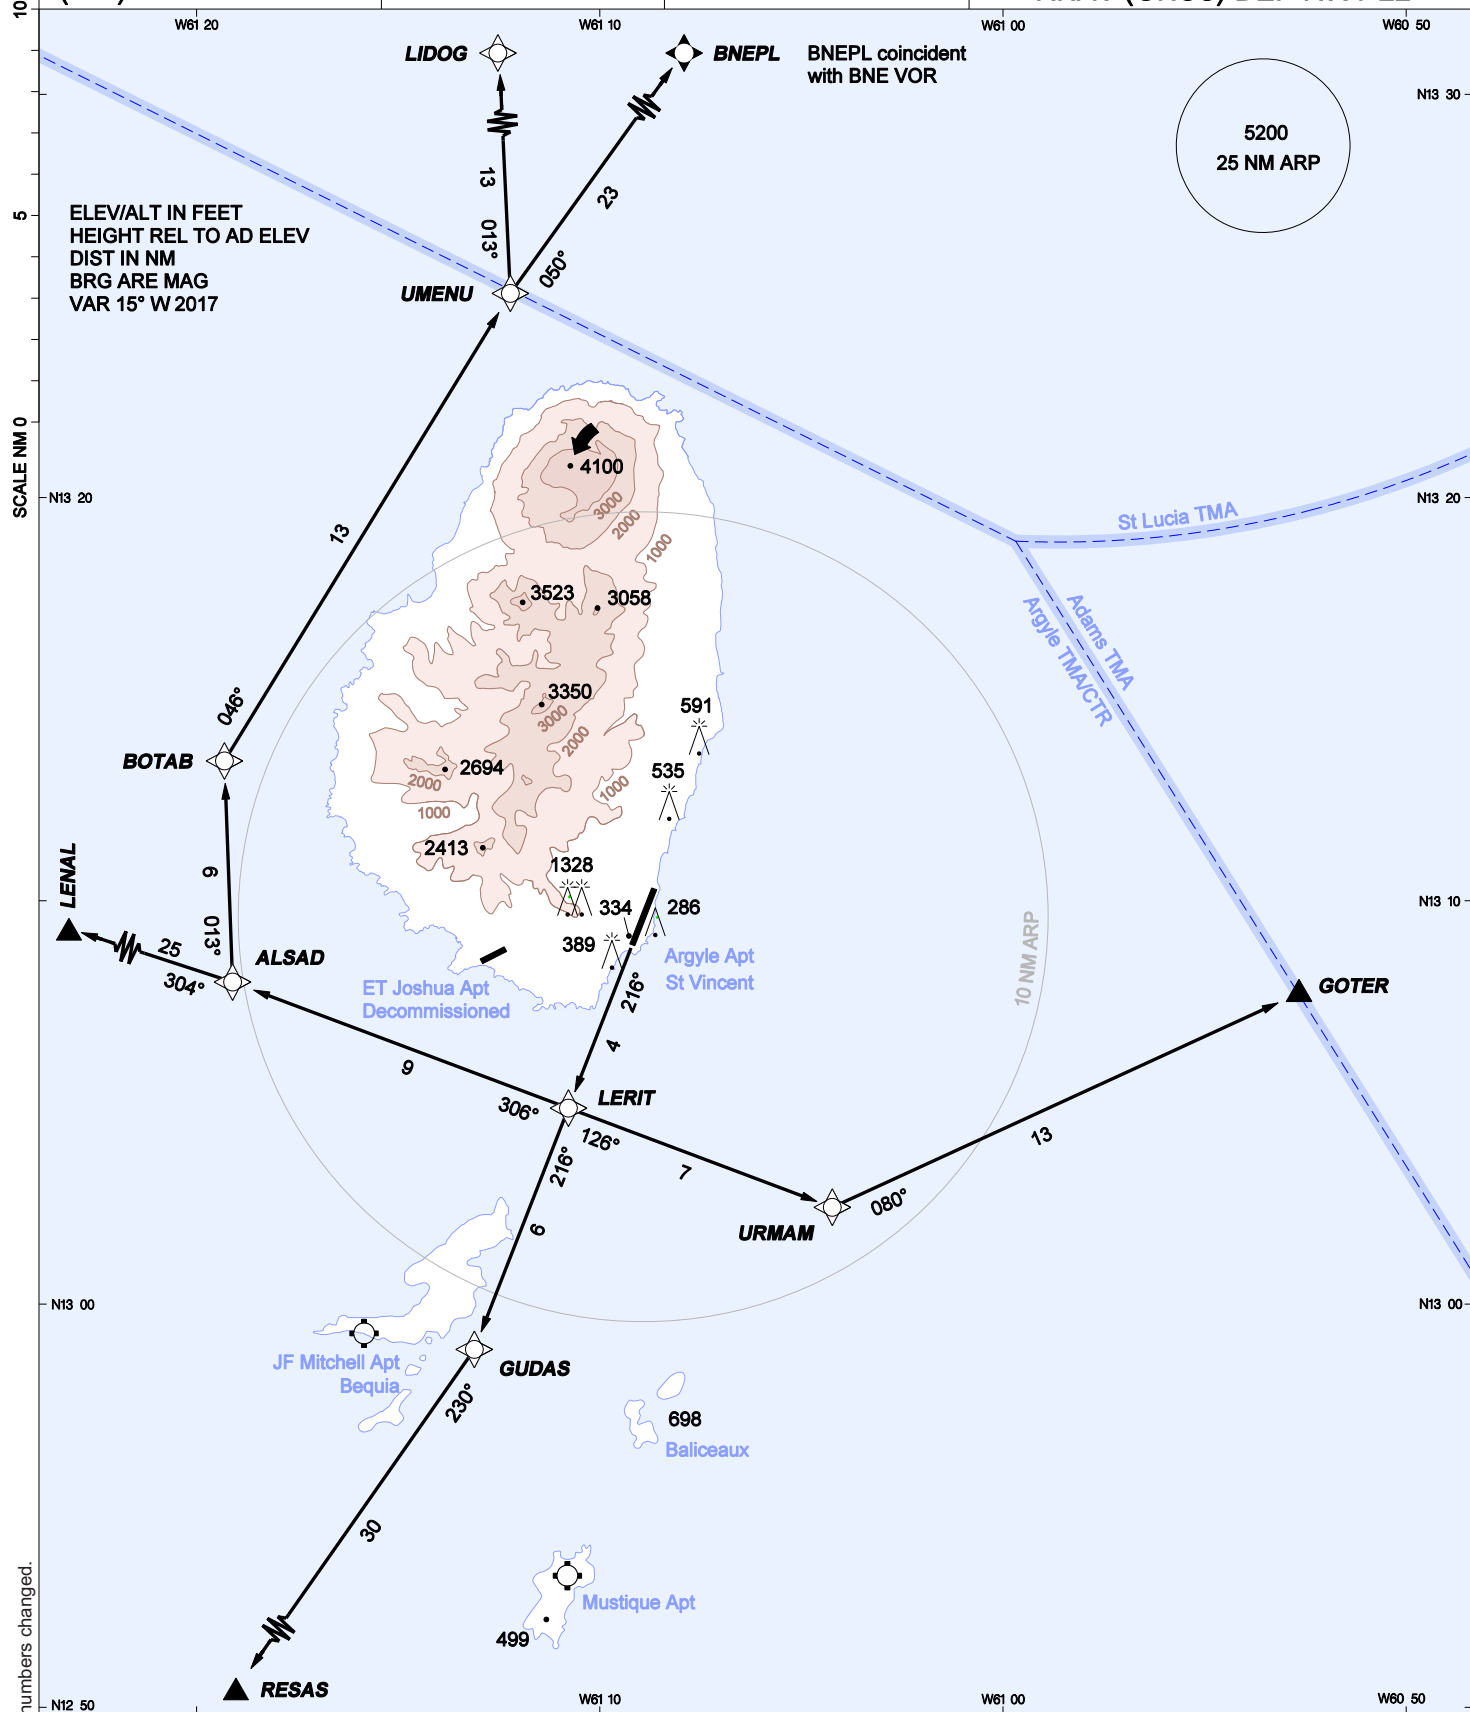 10
W61 20
W61 10
W61 00
W60 50
LIDOG
BNEPL
BNEPL coincident
with BNE VOR
N13 30
5200
25 NM ARP
13
23
5
ELEV/ALT IN FEET
HEIGHT REL TO AD ELEV
DIST IN NM
BRG ARE MAG
VAR 15° W 2017
013°
050°
UMENU
SCALE NM 0
4100
N13 20
N13 20
3000
2000
1000
St Lucia TMA
13
3523
3058
Adams TMA
Argyle TMA/CTR
046°
3350
3000
2000
591
BOTAB
2694
2000
1000
1000
535
2413
LENAL
6
1328
N13 10
334
286
013°
25
304°
389
ALSAD
Argyle Apt
St Vincent
10 NM ARP
ET Joshua Apt
Decommissioned
216°
GOTER
4
9
LERIT
306°
126°
13
216°
7
080°
URMAM
6
N13 00
N13 00
JF Mitchell Apt
Bequia
GUDAS
230°
698
Baliceaux
30
Mustique Apt
499
numbers changed.
RESAS
N12 50
W61 10
W61 00
W60 50